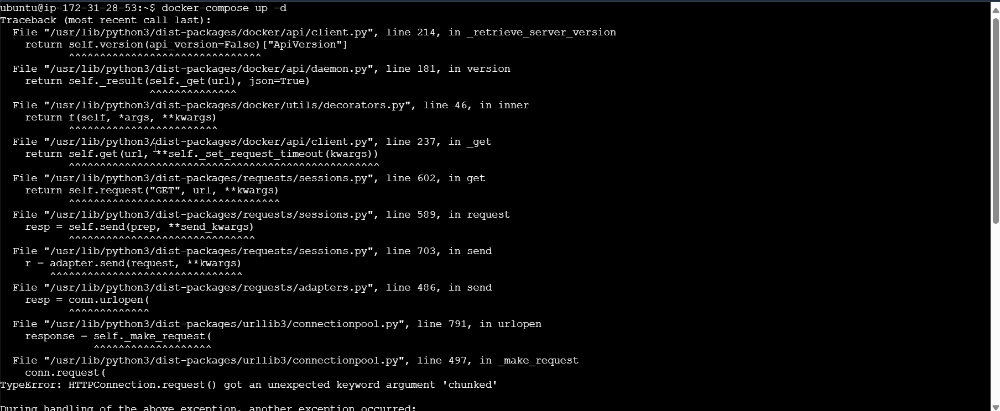 ubuntu@ip-172-31-28-53:~$ docker-compose up -d
Traceback (most recent call last):
  File "/usr/lib/python3/dist-packages/docker/api/client.py", line 214, in _retrieve_server_version
    return self.version(api_version=False)["ApiVersion"]
           ^^^^^^^^^^^^^^^^^^^^^^^^^^^^^^^
  File "/usr/lib/python3/dist-packages/docker/api/daemon.py", line 181, in version
    return self._result(self._get(url), json=True)
                        ^^^^^^^^^^^^^^
  File "/usr/lib/python3/dist-packages/docker/utils/decorators.py", line 46, in inner
    return f(self, *args, **kwargs)
           ^^^^^^^^^^^^^^^^^^^^^^^^
  File "/usr/lib/python3/dist-packages/docker/api/client.py", line 237, in _get
    return self.get(url, **self._set_request_timeout(kwargs))
           ^^^^^^^^^^^^^^^^^^^^^^^^^^^^^^^^^^^^^^^^^^^^^^^^^^
  File "/usr/lib/python3/dist-packages/requests/sessions.py", line 602, in get
    return self.request("GET", url, **kwargs)
           ^^^^^^^^^^^^^^^^^^^^^^^^^^^^^^^^^^
  File "/usr/lib/python3/dist-packages/requests/sessions.py", line 589, in request
    resp = self.send(prep, **send_kwargs)
           ^^^^^^^^^^^^^^^^^^^^^^^^^^^^^^
  File "/usr/lib/python3/dist-packages/requests/sessions.py", line 703, in send
    r = adapter.send(request, **kwargs)
        ^^^^^^^^^^^^^^^^^^^^^^^^^^^^^^^
  File "/usr/lib/python3/dist-packages/requests/adapters.py", line 486, in send
    resp = conn.urlopen(
           ^^^^^^^^^^^^^
  File "/usr/lib/python3/dist-packages/urllib3/connectionpool.py", line 791, in urlopen
    response = self._make_request(
               ^^^^^^^^^^^^^^^^^^^
  File "/usr/lib/python3/dist-packages/urllib3/connectionpool.py", line 497, in _make_request
    conn.request(
TypeError: HTTPConnection.request() got an unexpected keyword argument 'chunked'
During handling of the above exception, another exception occurred: